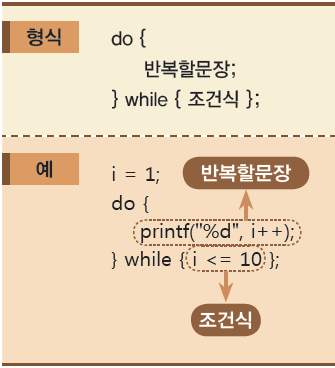 형식
do {
반복할문장;
} while { 조건식 };
예
i = 1;
반복할문장
do {
printf("%d", i++);
} while { i <= 10 };
조건식